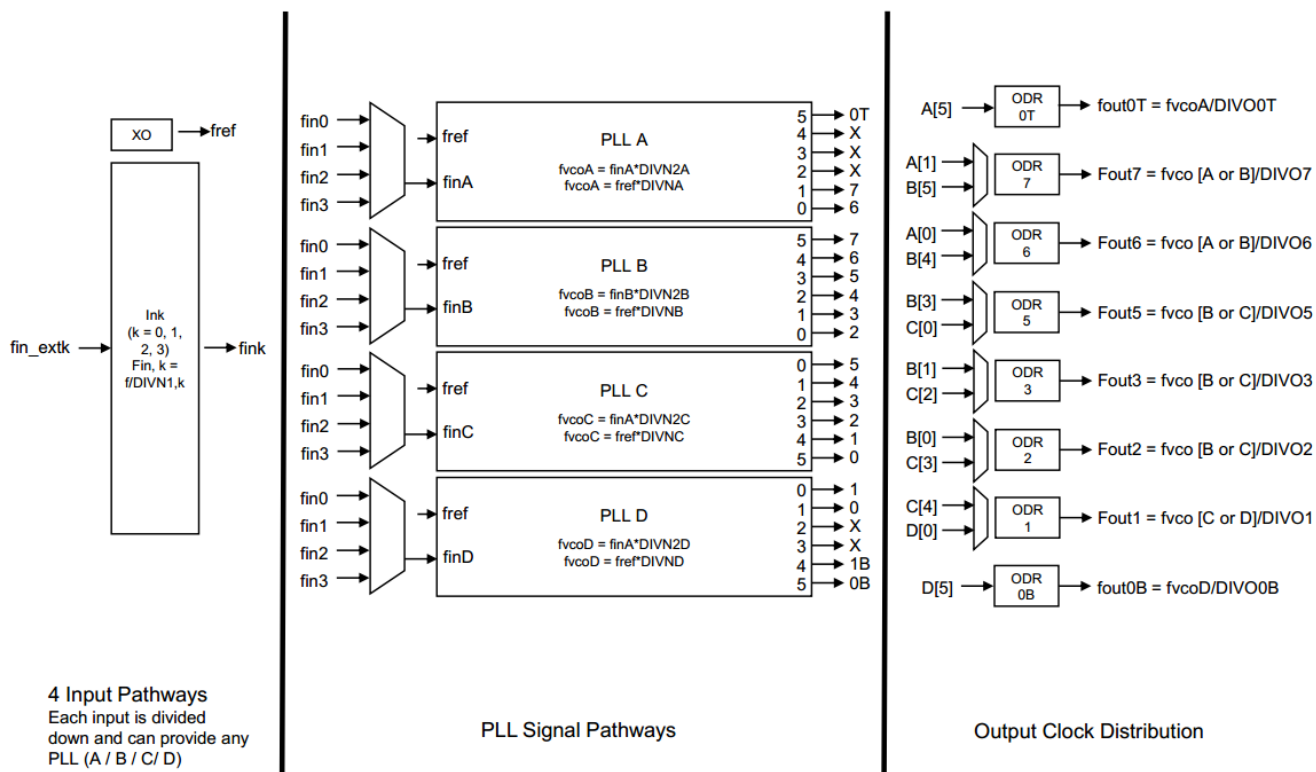 XO
fref
fin_extk
Ink
(k = 0, 1,
2, 3)
Fin, k =
f/DIVN1,k
fink
4 Input Pathways
Each input is divided
down and can provide any
PLL (A / B / C/ D)
fin0
fin1
fin2
fin3
fref
finA
PLL A
fvcoA = finA*DIVN2A
fvcoA = fref*DIVNA
5 0T
4 X
3 X
2 X
1 7
0 6
fin0
fin1
fin2
fin3
fref
finB
PLL B
fvcoB = finB*DIVN2B
fvcoB = fref*DIVNB
5 7
4 6
3 5
2 4
1 3
0 2
fin0
fin1
fin2
fin3
fref
finC
PLL C
fvcoC = finA*DIVN2C
fvcoC = fref*DIVNC
0 5
1 4
2 3
3 2
4 1
5 0
fin0
fin1
fin2
fin3
fref
finD
PLL D
fvcoD = finA*DIVN2D
fvcoD = fref*DIVND
0 1
1 0
2 X
3 X
4 1B
5 0B
PLL Signal Pathways
A[5]
ODR
0T
fout0T = fvcoA/DIVO0T
A[1]
B[5]
ODR
7
Fout7 = fvco [A or B]/DIVO7
A[0]
B[4]
ODR
6
Fout6 = fvco [A or B]/DIVO6
B[3]
C[0]
ODR
5
Fout5 = fvco [B or C]/DIVO5
B[1]
C[2]
ODR
3
Fout3 = fvco [B or C]/DIVO3
B[0]
C[3]
ODR
2
Fout2 = fvco [B or C]/DIVO2
C[4]
D[0]
ODR
1
Fout1 = fvco [C or D]/DIVO1
D[5]
ODR
0B
fout0B = fvcoD/DIVO0B
Output Clock Distribution